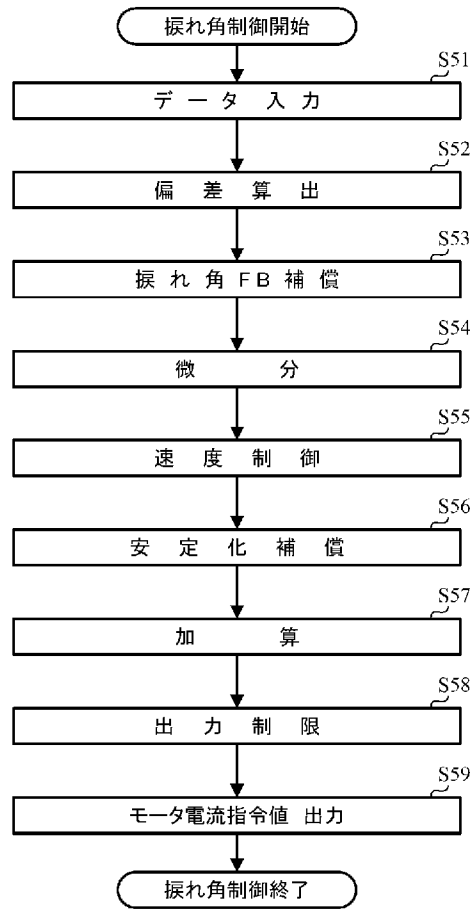 捩れ角制御開始
S51
データ入力
S52
偏差算出
S53
捩れ角FB補償
S54
微分
S55
速度制御
S56
安定化補償
S57
加算
S58
出力制限
S59
モータ電流指令値 出力
捩れ角制御終了